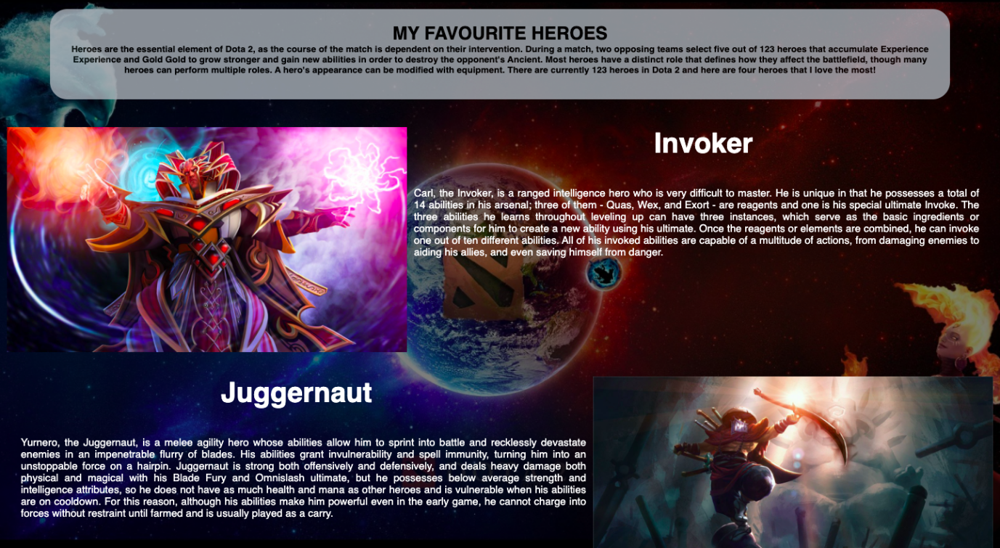 MY FAVOURITE HEROES
Heroes are the essential element of Dota 2, as the course of the match is dependent on their intervention. During a match, two opposing teams select five out of 123 heroes that accumulate Experience
Experience and Gold Gold to grow stronger and gain new abilities in order to destroy the opponent's Ancient. Most heroes have a distinct role that defines how they affect the battlefield, though many
heroes can perform multiple roles. A hero's appearance can be modified with equipment. There are currently 123 heroes in Dota 2 and here are four heroes that I love the most!
Invoker
Carl, the Invoker, is a ranged intelligence hero who is very difficult to master. He is unique in that he possesses a total of
14 abilities in his arsenal; three of them - Quas, Wex, and Exort - are reagents and one is his special ultimate Invoke. The
three abilities he learns throughout leveling up can have three instances, which serve as the basic ingredients or
components for him to create a new ability using his ultimate. Once the reagents or elements are combined, he can invoke
one out of ten different abilities. All of his invoked abilities are capable of a multitude of actions, from damaging enemies to
aiding his allies, and even saving himself from danger.
Juggernaut
Yurnero, the Juggernaut, is a melee agility hero whose abilities allow him to sprint into battle and recklessly devastate
enemies in an impenetrable flurry of blades. His abilities grant invulnerability and spell immunity, turning him into an
unstoppable force on a hairpin. Juggernaut is strong both offensively and defensively, and deals heavy damage both
physical and magical with his Blade Fury and Omnislash ultimate, but he possesses below average strength and
intelligence attributes, so he does not have as much health and mana as other heroes and is vulnerable when his abilities
are on cooldown. For this reason, although his abilities make him powerful even in the early game, he cannot charge into
forces without restraint until farmed and is usually played as a carry.